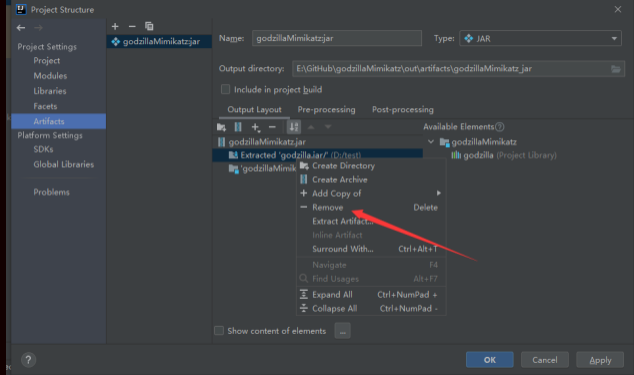 Project Structure
Project Settings
Project
Modules
Libraries
Facets
Artifacts
Platform Settings
SDKs
Global Libraries
Problems
godzillaMimikatz:jar
Name: godzillaMimikatz:jar Type: JAR
Output directory: E:\GitHub\godzillaMimikatz\out\artifacts\godzillaMimikatz_jar
Include in project build
Output Layout Pre-processing Post-processing
Available Elements
godzillaMimikatz.jar
Extracted 'godzilla.jar/' (D:/test)
'godzillaMimik
godzillaMimikatz
godzilla (Project Library)
Create Directory
Create Archive
Add Copy of
Remove Delete
Extract Artifact...
Inline Artifact
Surround With... Ctrl+Alt+T
Navigate F4
Find Usages Alt+F7
Expand All Ctrl+NumPad +
Collapse All Ctrl+NumPad -
Show content of elements ...
? OK Cancel Apply